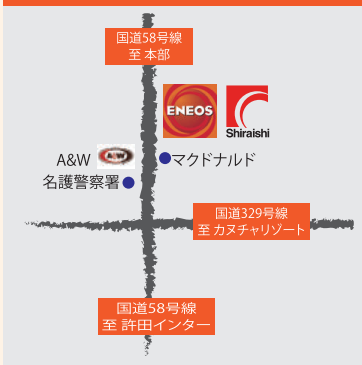 国道58号線
至 本部
ENEOS
Shiraishi
A&W
A&W
マクドナルド
名護警察署
国道329号線
至 カヌチャリゾート
国道58号線
至 許田インター